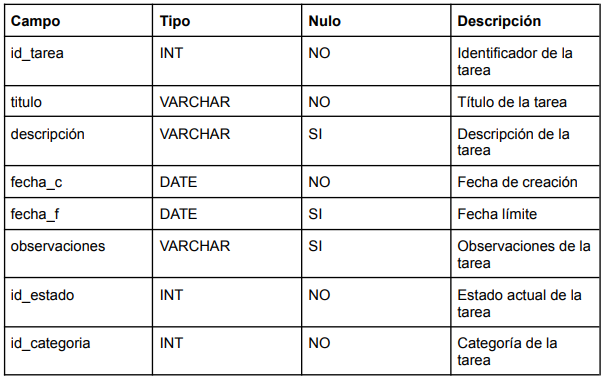 Campo Tipo Nulo Descripción
id_tarea INT NO Identificador de la
tarea
titulo VARCHAR NO Título de la tarea
descripción VARCHAR SI Descripción de la
tarea
fecha_c DATE NO Fecha de creación
fecha_f DATE SI Fecha límite
observaciones VARCHAR SI Observaciones de la
tarea
id_estado INT NO Estado actual de la
tarea
id_categoria INT NO Categoría de la
tarea